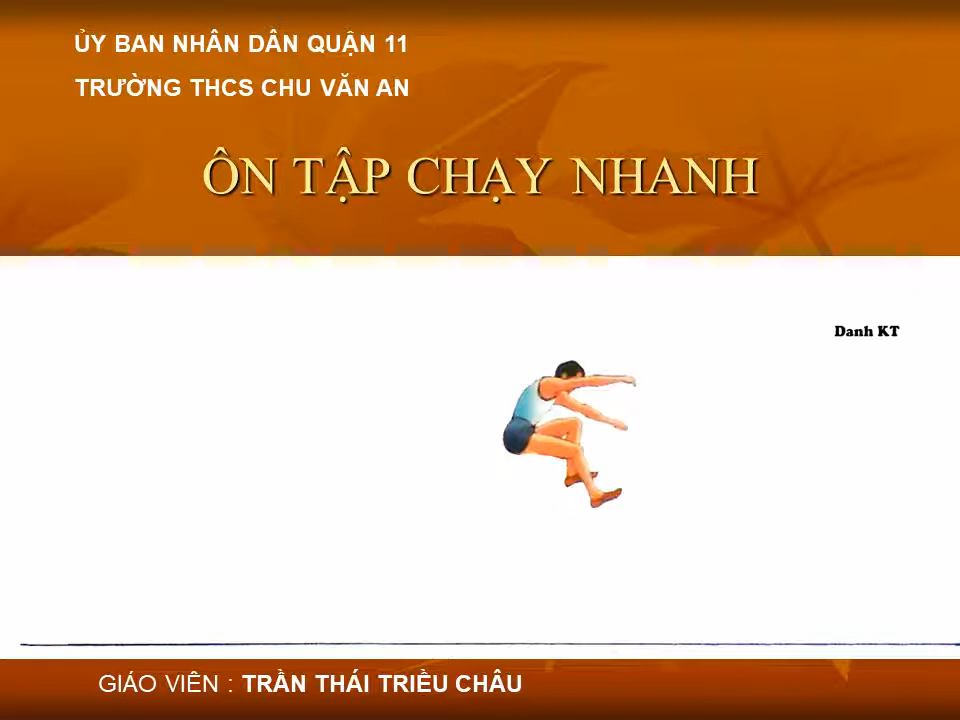 ỦY BAN NHÂN DÂN QUẬN 11
TRƯỜNG THCS CHU VĂN AN
ÔN TẬP CHẠY NHANH
Danh KT
GIÁO VIÊN : TRẦN THÁI TRIỀU CHÂU